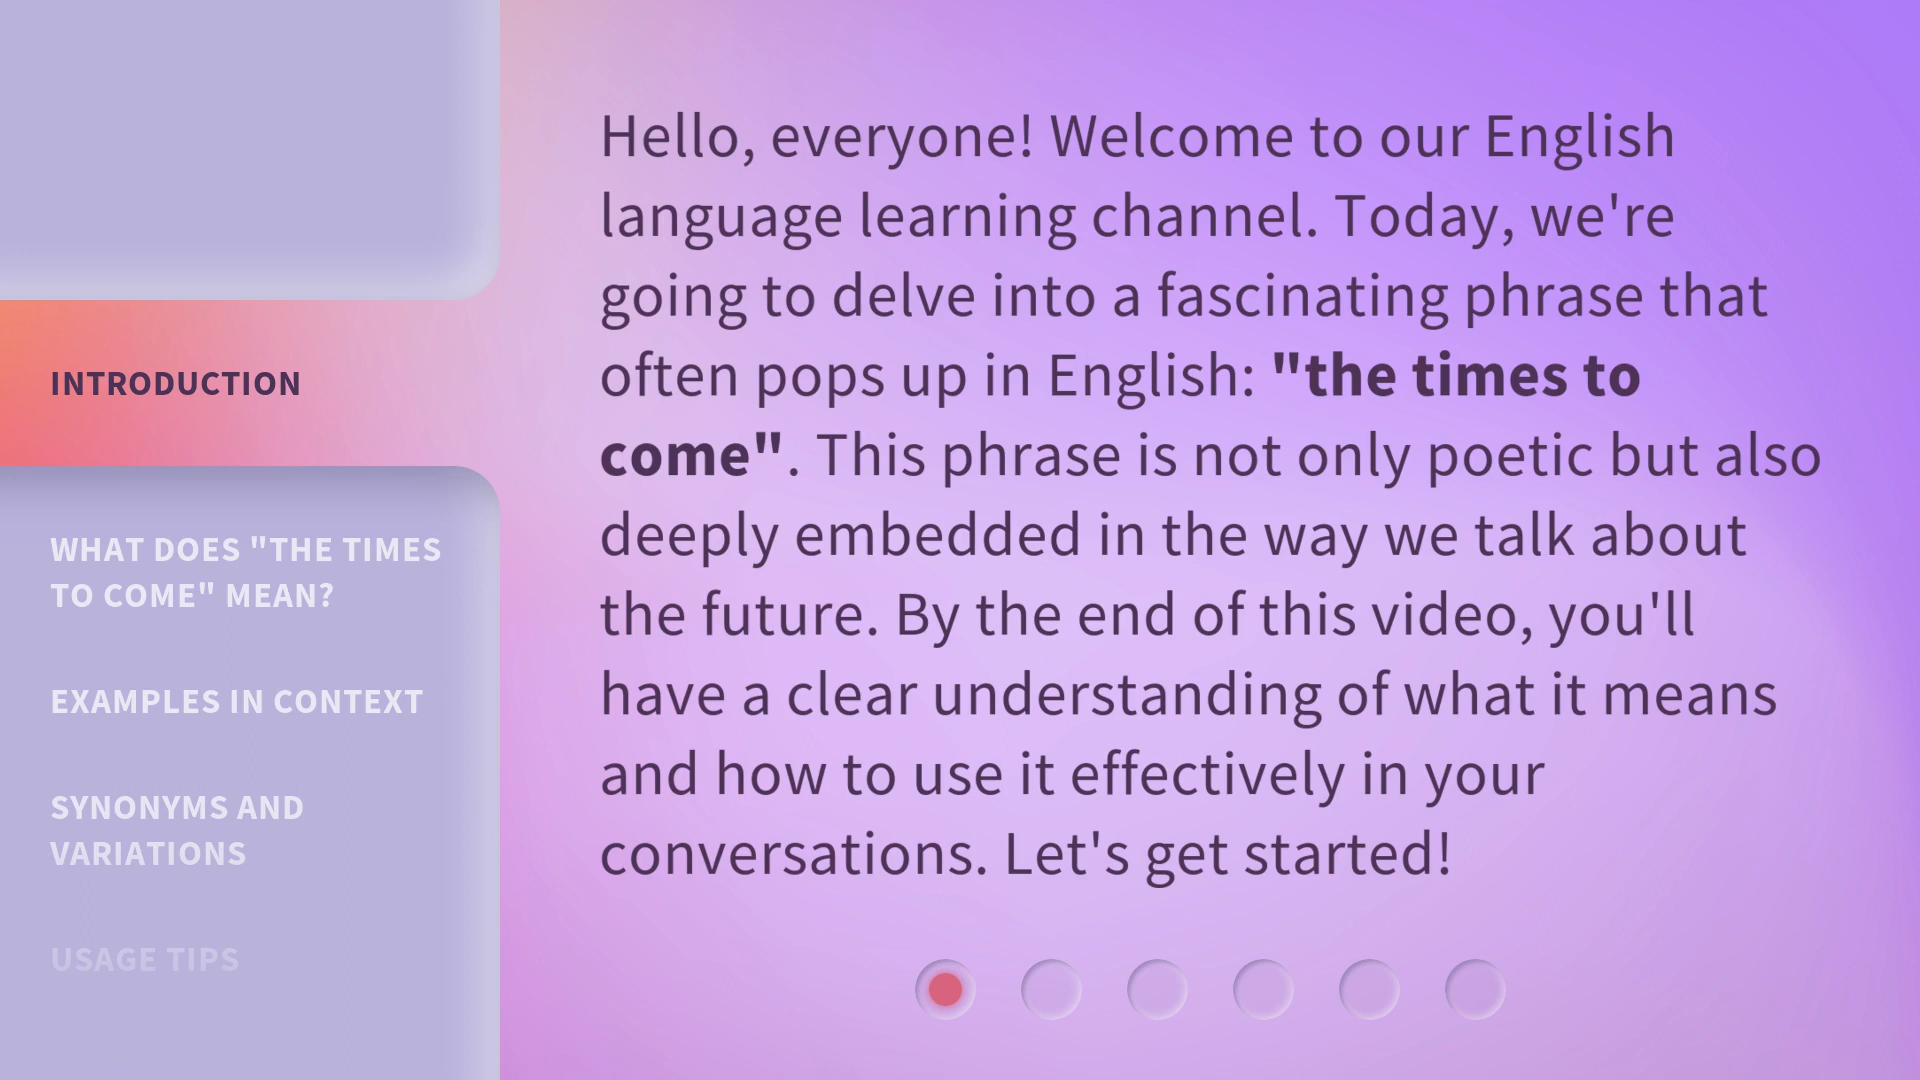 INTRODUCTION
WHAT DOES "THE TIMES
TO COME" MEAN?
EXAMPLES IN CONTEXT
SYNONYMS AND
VARIATIONS
USAGE TIPS
Hello, everyone! Welcome to our English
language learning channel. Today, we're
going to delve into a fascinating phrase that
often pops up in English: "the times to
come". This phrase is not only poetic but also
deeply embedded in the way we talk about
the future. By the end of this video, you'll
have a clear understanding of what it means
and how to use it effectively in your
conversations. Let's get started!